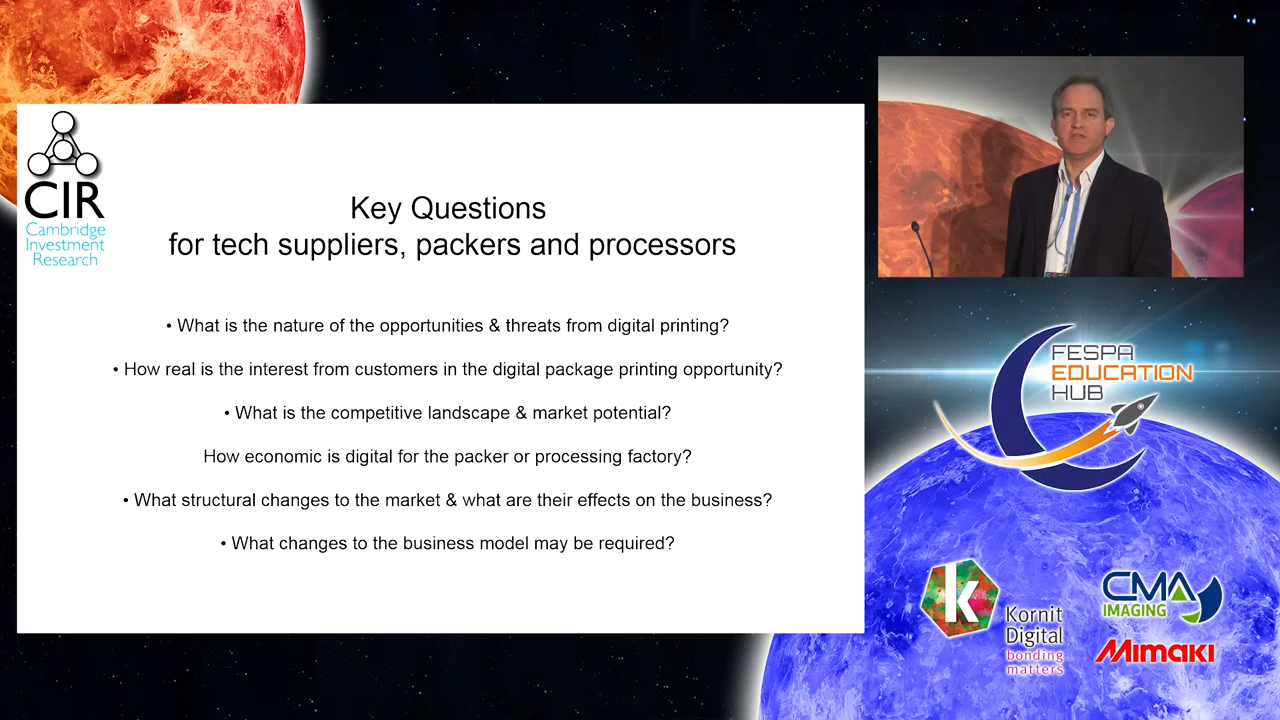 CIR
Cambridge
Investment
Research
Key Questions
for tech suppliers, packers and processors
• What is the nature of the opportunities & threats from digital printing?
• How real is the interest from customers in the digital package printing opportunity?
• What is the competitive landscape & market potential?
How economic is digital for the packer or processing factory?
• What structural changes to the market & what are their effects on the business?
• What changes to the business model may be required?
FESPA
EDUCATION
HUB
k
Kornit
Digital
bonding
matters
CMA
IMAGING
Mimaki